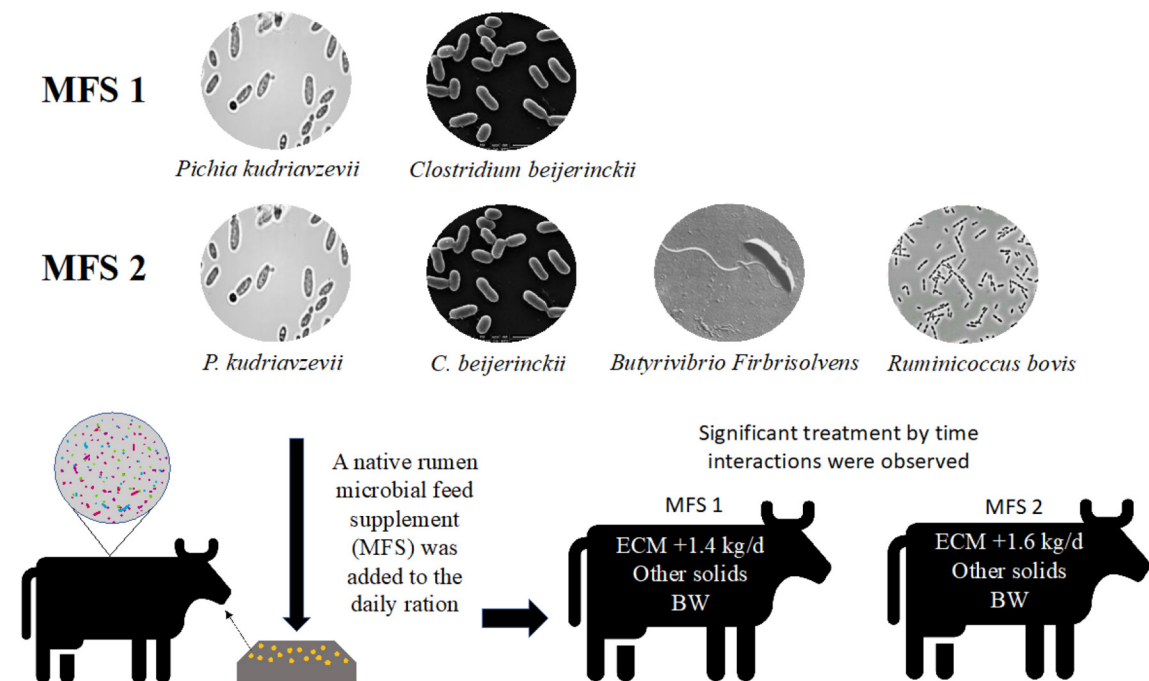 MFS 1
Pichia kudriavzevii
Clostridium beijerinckii
MFS 2
P. kudriavzevii
C. beijerinckii
Butyrivibrio Firbrisolvens
Ruminicoccus bovis
A native rumen
microbial feed
supplement
(MFS) was
added to the
daily ration
Significant treatment by time
interactions were observed
MFS 1
ECM +1.4 kg/d
Other solids
BW
MFS 2
ECM +1.6 kg/d
Other solids
BW